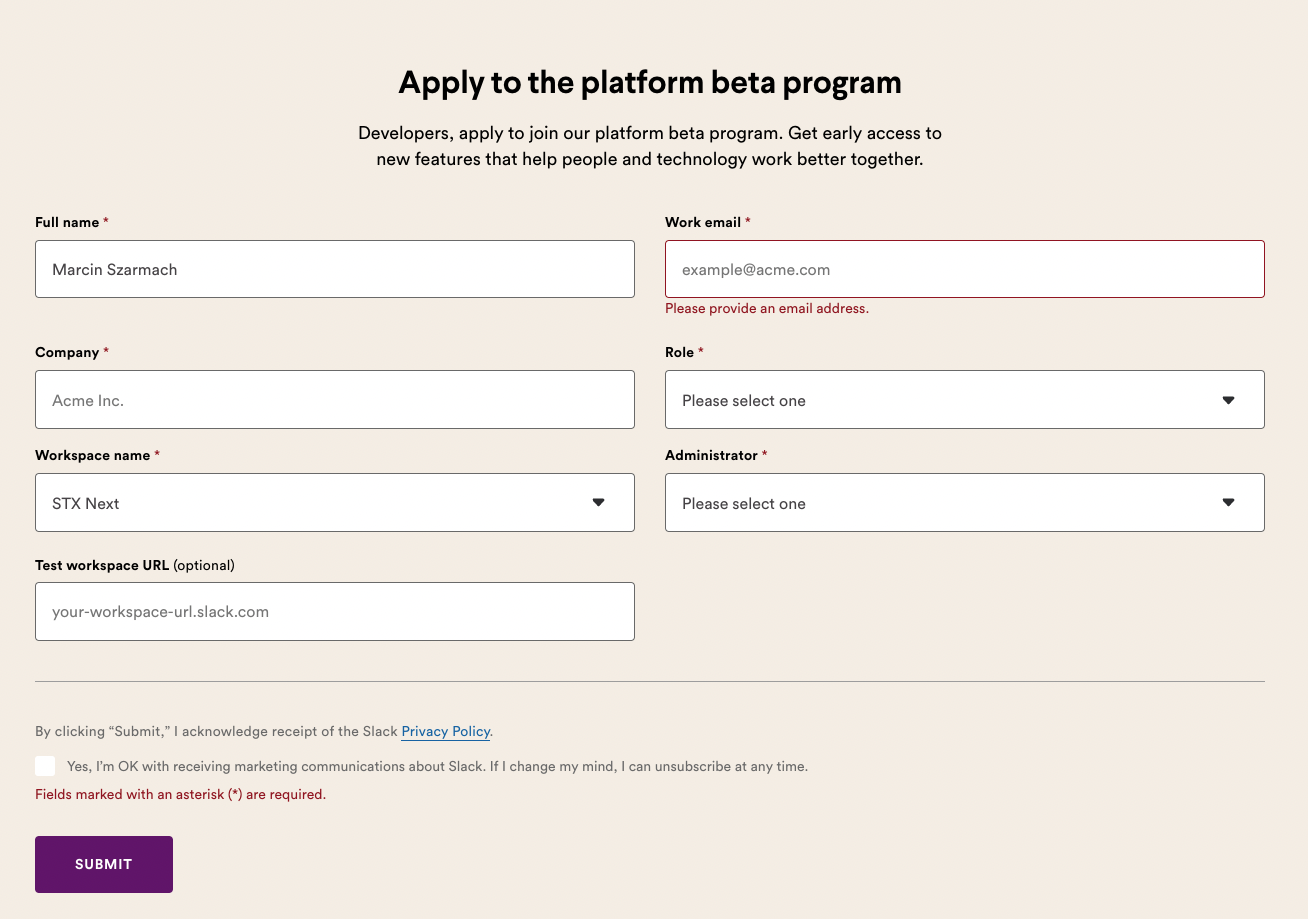 Apply to the platform beta program
Developers, apply to join our platform beta program. Get early access to
new features that help people and technology work better together.
Full name *
Marcin Szarmach
Work email *
example@acme.com
Please provide an email address.
Company *
Acme Inc.
Role *
Please select one
Workspace name *
STX Next
Administrator *
Please select one
Test workspace URL (optional)
your-workspace-url.slack.com
By clicking “Submit,” I acknowledge receipt of the Slack Privacy Policy.
Yes, I’m OK with receiving marketing communications about Slack. If I change my mind, I can unsubscribe at any time.
Fields marked with an asterisk (*) are required.
SUBMIT